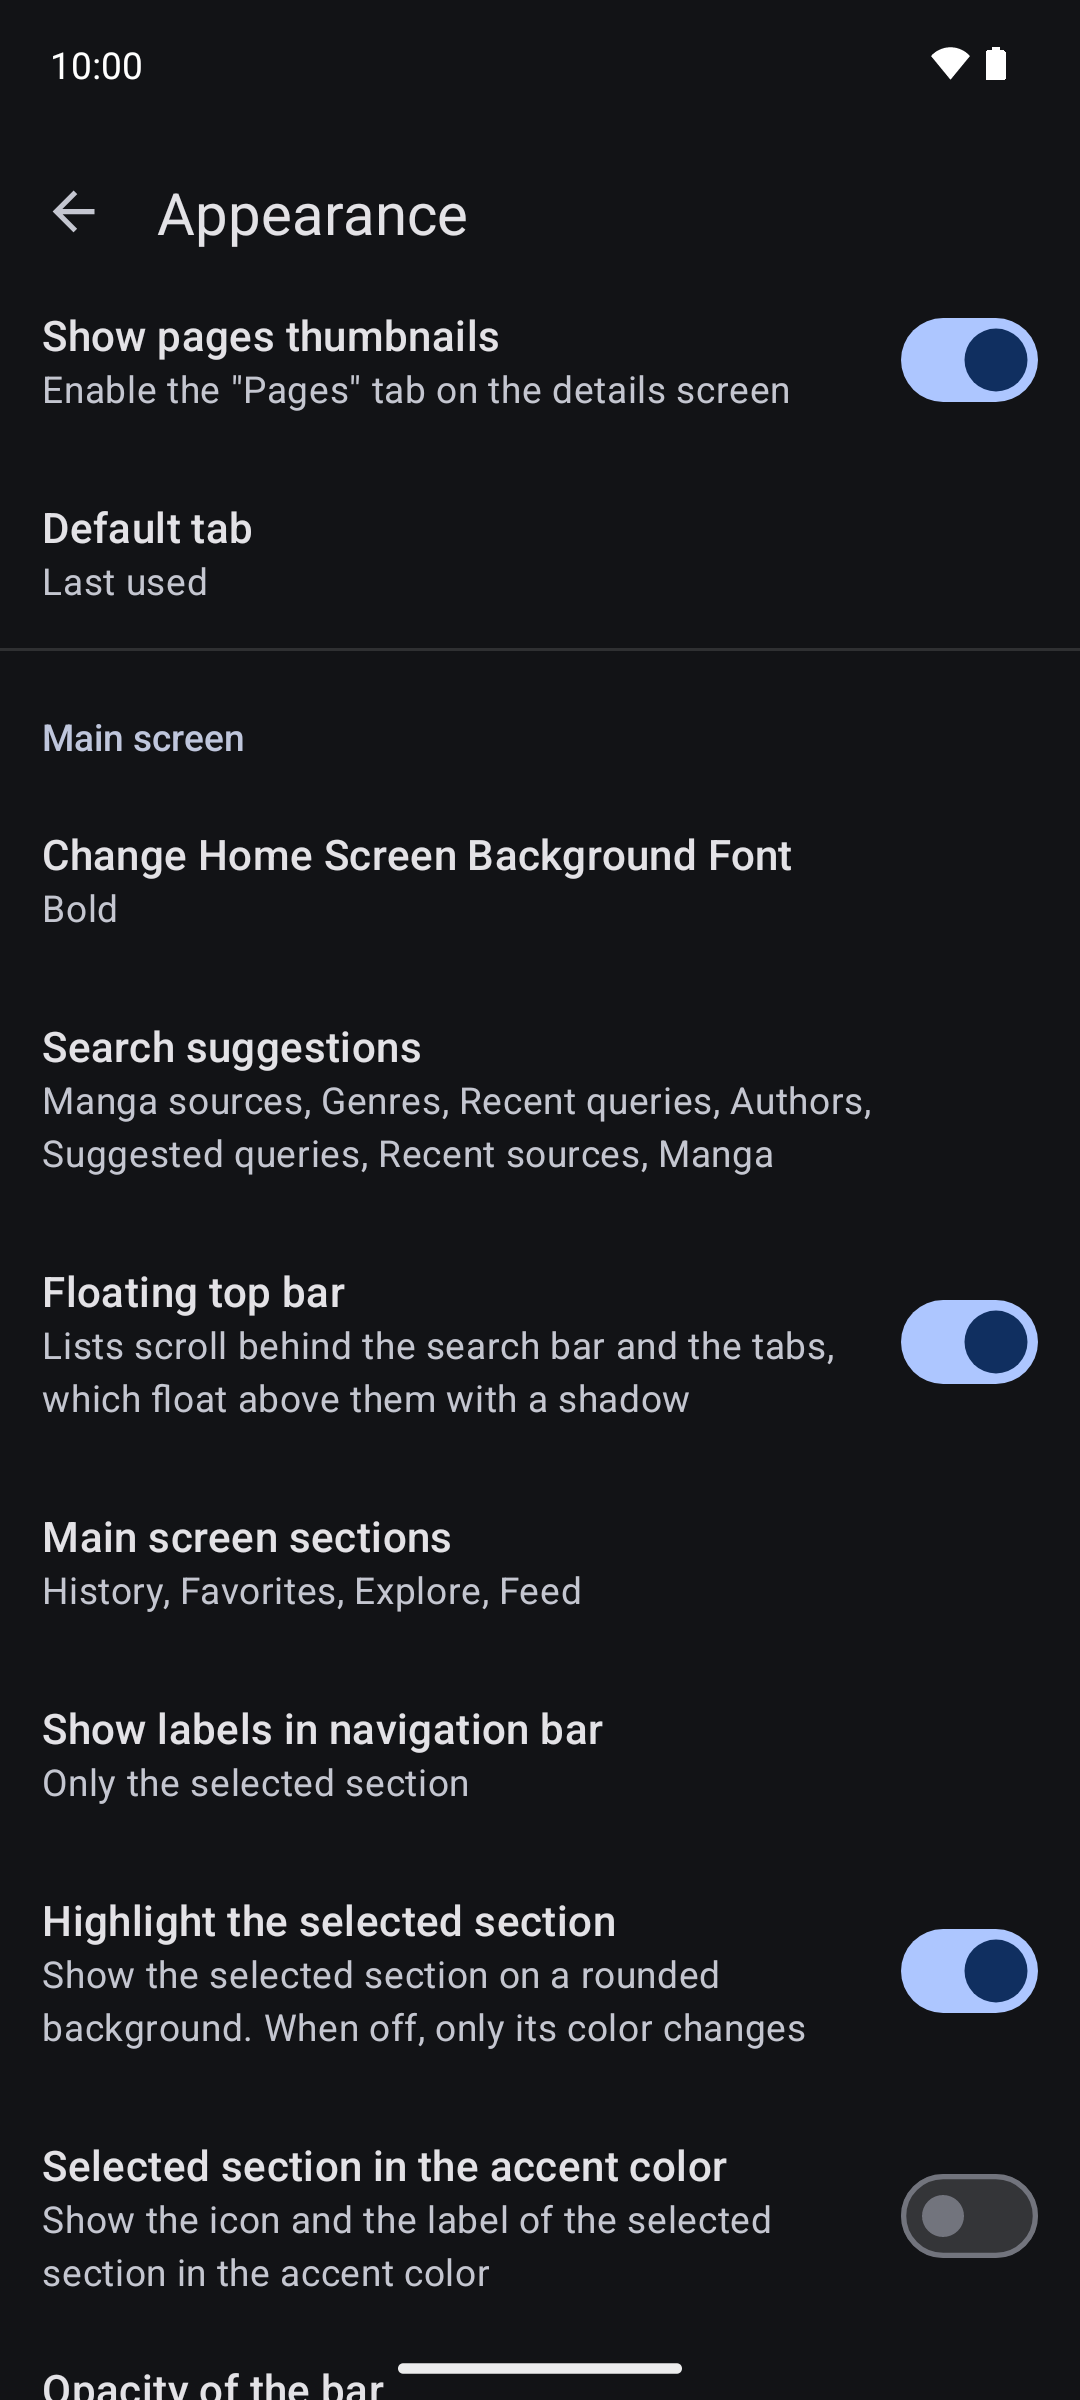 10:00
Appearance
Show pages thumbnails
Enable the "Pages" tab on the details screen
Default tab
Last used
Main screen
Change Home Screen Background Font
Bold
Search suggestions
Manga sources, Genres, Recent queries, Authors,
Suggested queries, Recent sources, Manga
Floating top bar
Lists scroll behind the search bar and the tabs,
which float above them with a shadow
Main screen sections
History, Favorites, Explore, Feed
Show labels in navigation bar
Only the selected section
Highlight the selected section
Show the selected section on a rounded
background. When off, only its color changes
Selected section in the accent color
Show the icon and the label of the selected
section in the accent color
Opacity of the bar